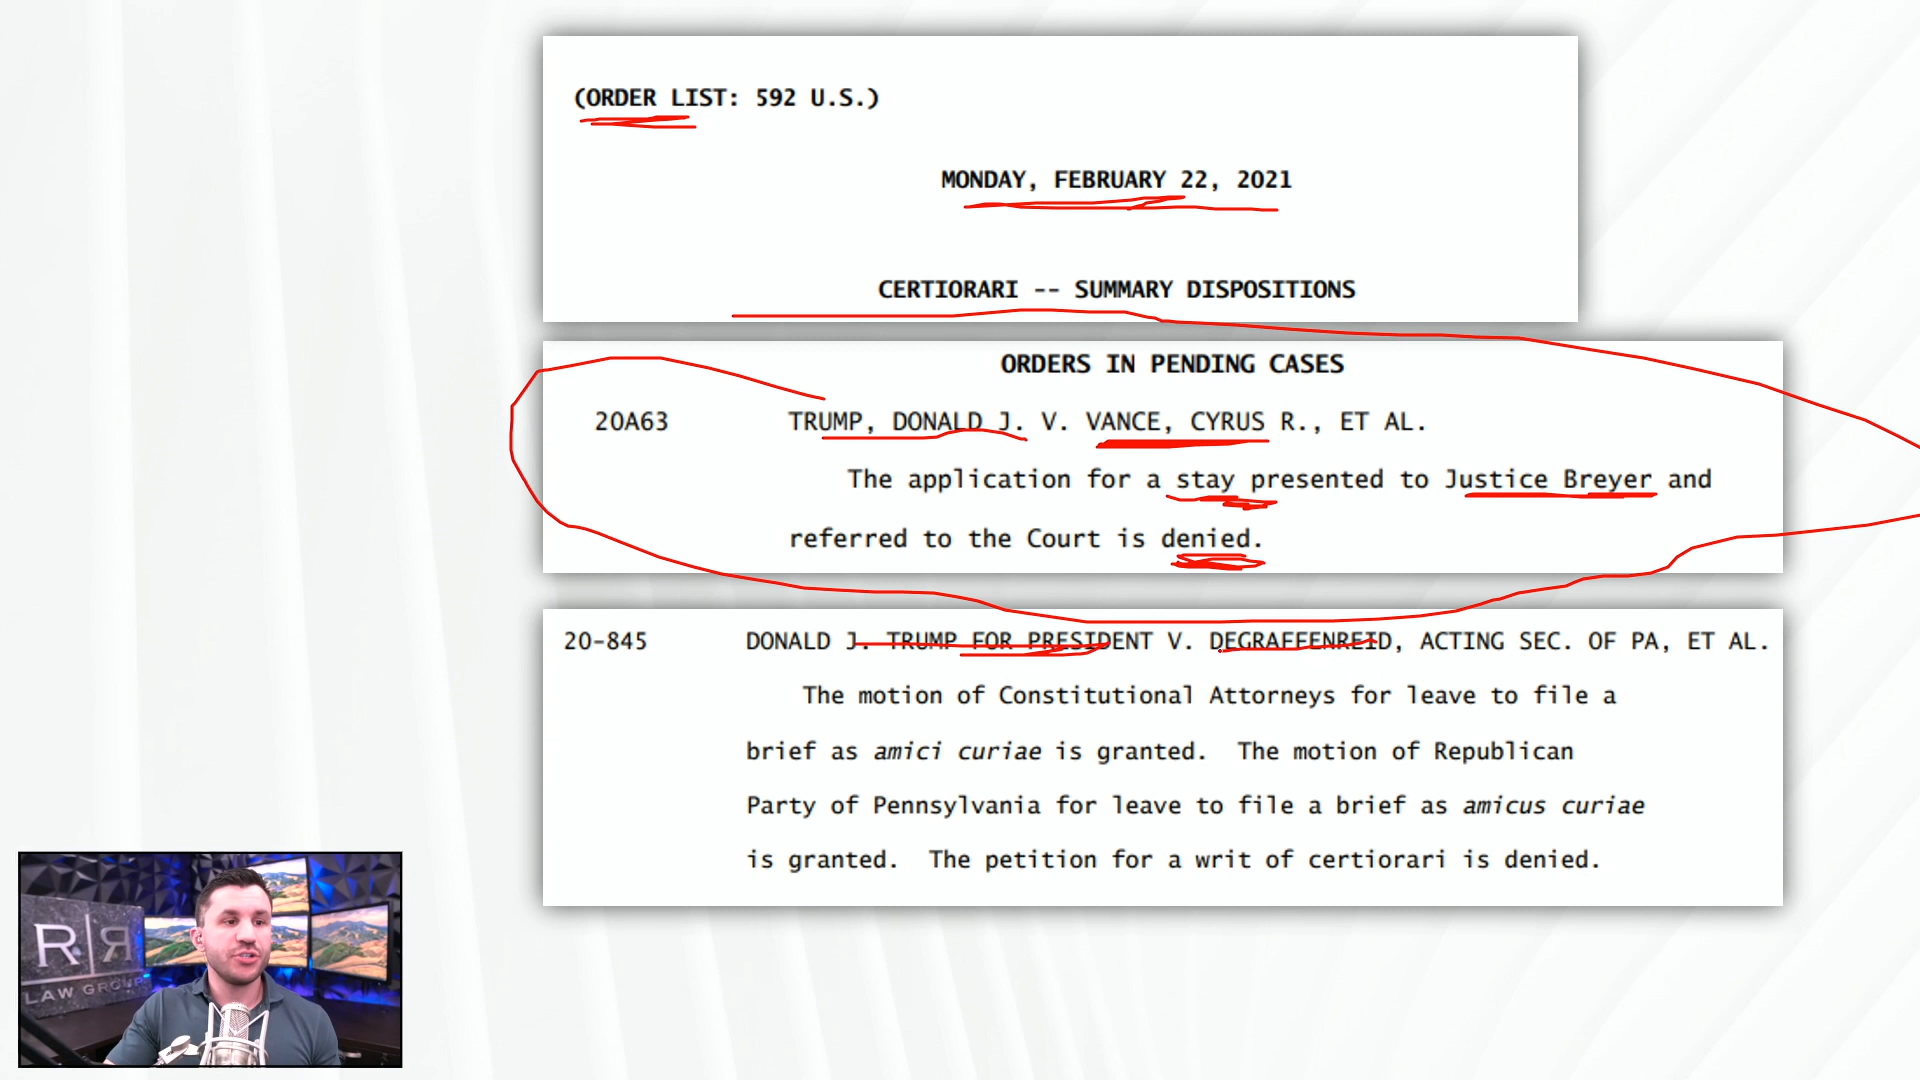 (ORDER LIST: 592 U.S.)
MONDAY, FEBRUARY 22, 2021
CERTIORARI -- SUMMARY DISPOSITIONS
ORDERS IN PENDING CASES
20A63 TRUMP, DONALD J. V. VANCE, CYRUS R., ET AL.
The application for a stay presented to Justice Breyer and
referred to the Court is denied.
20-845 DONALD J. TRUMP FOR PRESIDENT V. DEGRAFFENREID, ACTING SEC. OF PA, ET AL.
The motion of Constitutional Attorneys for leave to file a
brief as amici curiae is granted. The motion of Republican
Party of Pennsylvania for leave to file a brief as amicus curiae
is granted. The petition for a writ of certiorari is denied.
R|R
LAW GROUP